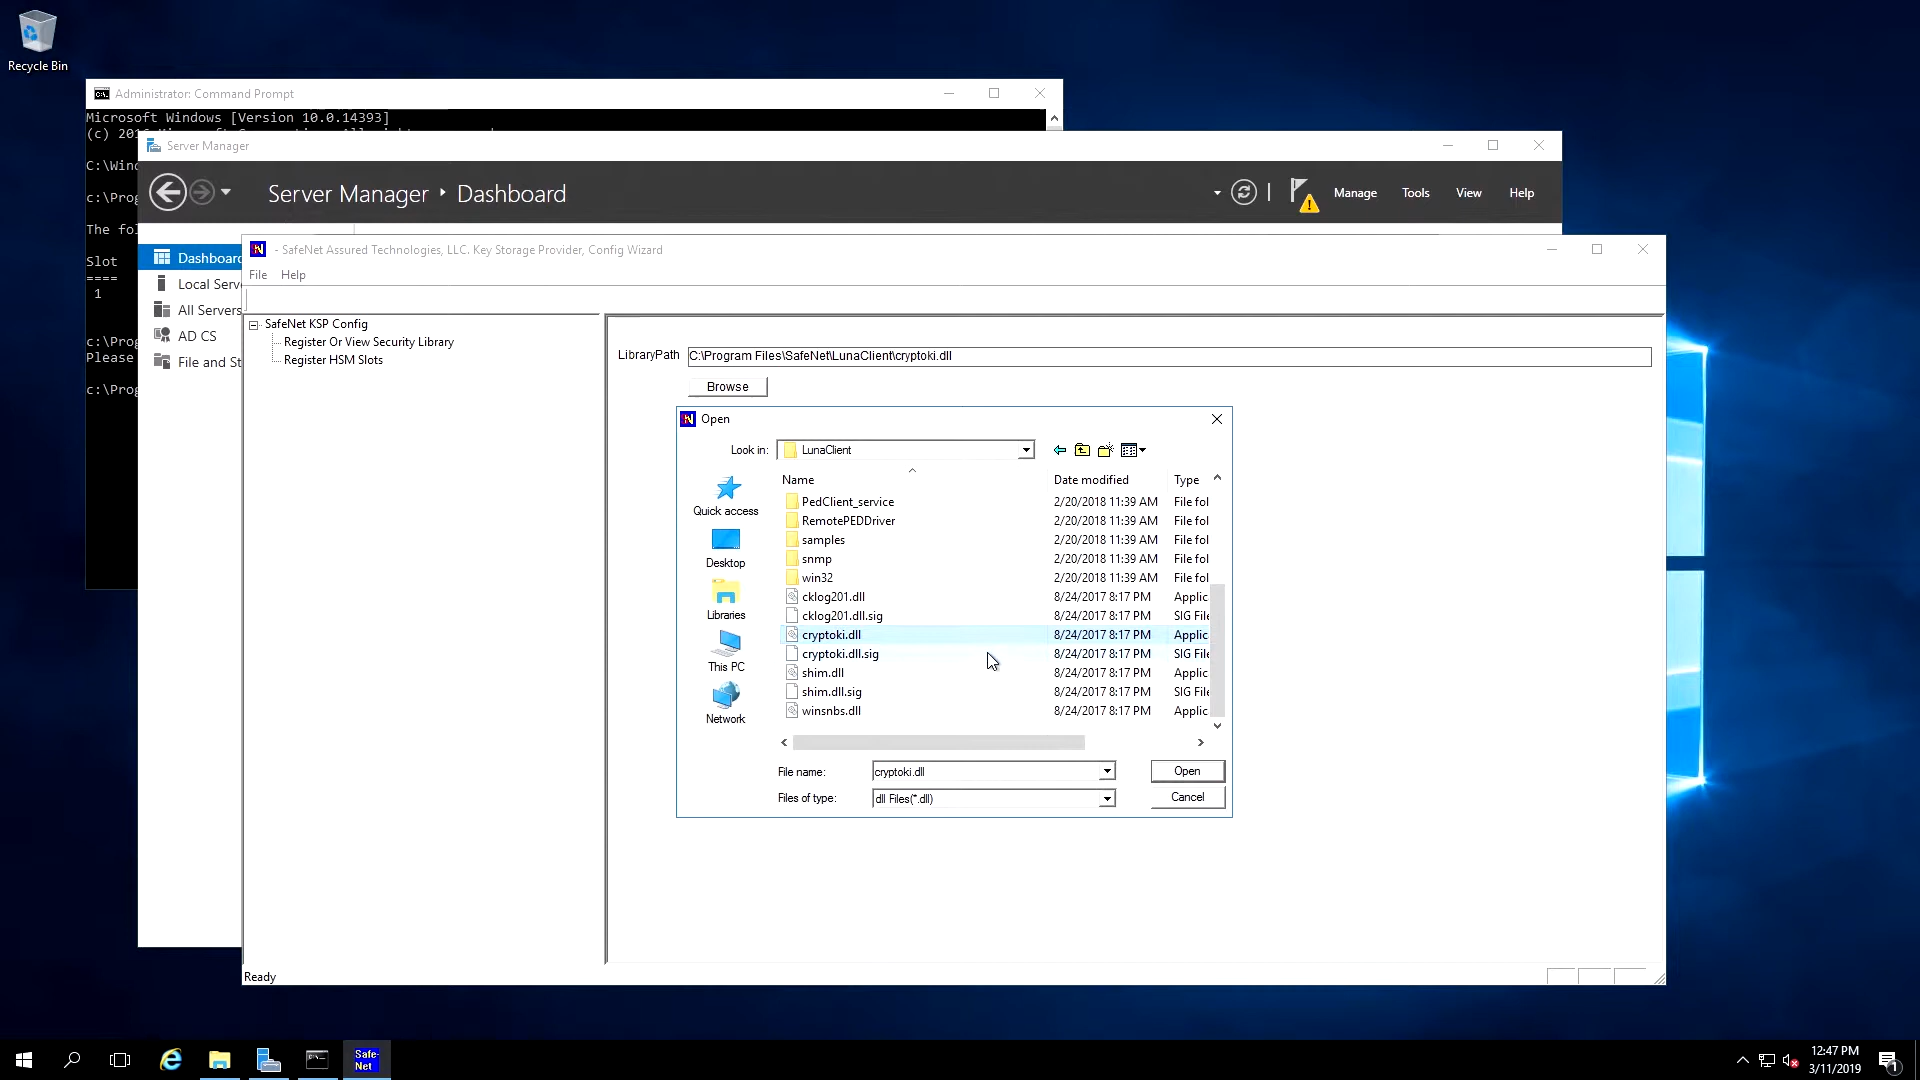 Recycle Bin
Administrator: Command Prompt
Microsoft Windows [Version 10.0.14393]
Server Manager
Server Manager ‣ Dashboard
Manage
Tools
View
Help
The fol
Slot
====
1
Please
Dashboard
Local Serv
All Servers
AD CS
File and St
- SafeNet Assured Technologies, LLC. Key Storage Provider, Config Wizard
File Help
SafeNet KSP Config
Register Or View Security Library
Register HSM Slots
LibraryPath
C:\Program Files\SafeNet\LunaClient\cryptoki.dll
Browse
Open
Look in:
LunaClient
Quick access
Desktop
Libraries
This PC
Network
Name Date modified Type
PedClient_service 2/20/2018 11:39 AM File fol
RemotePEDDriver 2/20/2018 11:39 AM File fol
samples 2/20/2018 11:39 AM File fol
snmp 2/20/2018 11:39 AM File fol
win32 2/20/2018 11:39 AM File fol
cklog201.dll 8/24/2017 8:17 PM Applic
cklog201.dll.sig 8/24/2017 8:17 PM SIG File
cryptoki.dll 8/24/2017 8:17 PM Applic
cryptoki.dll.sig 8/24/2017 8:17 PM SIG File
shim.dll 8/24/2017 8:17 PM Applic
shim.dll.sig 8/24/2017 8:17 PM SIG File
winsnbs.dll 8/24/2017 8:17 PM Applic
File name: cryptoki.dll Open
Files of type: dll Files(*.dll) Cancel
Ready
Safe-
Net
12:47 PM
3/11/2019
1